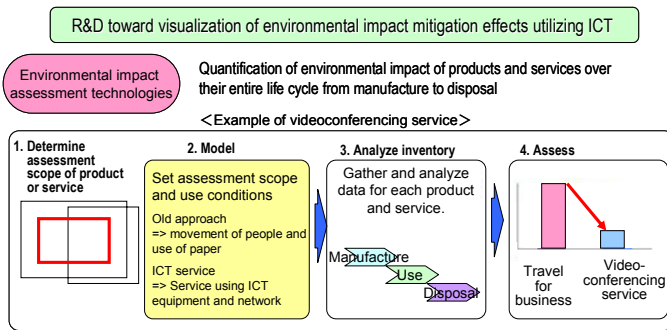 R&D toward visualization of environmental impact mitigation effects utilizing ICT
Environmental impact
assessment technologies
Quantification of environmental impact of products and services over
their entire life cycle from manufacture to disposal
<Example of videoconferencing service>
1. Determine
assessment
scope of product
or service
2. Model
Set assessment scope
and use conditions
Old approach
=> movement of people and
use of paper
ICT service
=> Service using ICT
equipment and network
3. Analyze inventory
Gather and analyze
data for each product
and service.
Manufacture
Use
Disposal
4. Assess
Travel
for
business
Video-
conferencing
service